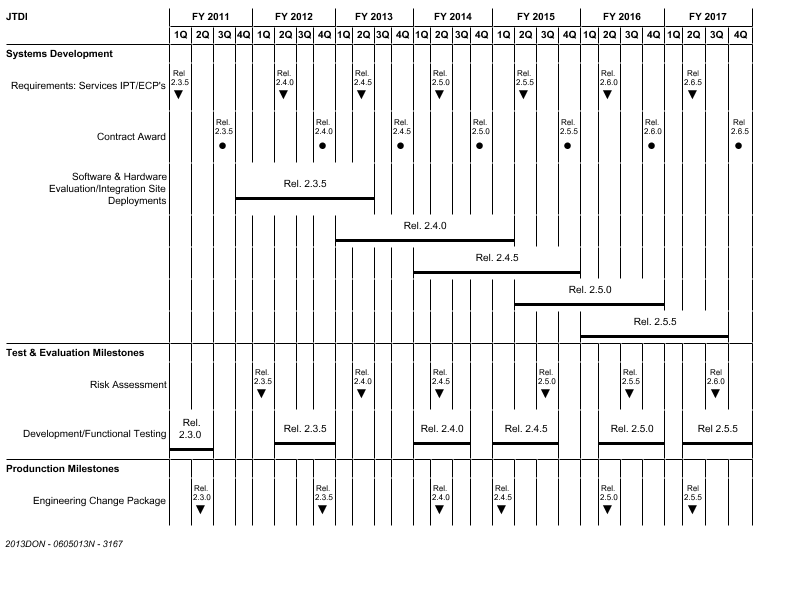 JTDI FY 2011 FY 2012 FY 2013 FY 2014 FY 2015 FY 2016 FY 2017
1Q 2Q 3Q 4Q 1Q 2Q 3Q 4Q 1Q 2Q 3Q 4Q 1Q 2Q 3Q 4Q 1Q 2Q 3Q 4Q 1Q 2Q 3Q 4Q 1Q 2Q 3Q 4Q
Systems Development
Rel Rel. Rel. Rel. Rel. Rel. Rel.
Requirements: Services IPT/ECP's 2.3.5 2.4.0 2.4.5 2.5.0 2.5.5 2.6.0 2.6.5
Rel. Rel. Rel. Rel. Rel. Rel. Rel.
Contract Award 2.3.5 2.4.0 2.4.5 2.5.0 2.5.5 2.6.0 2.6.5
Software & Hardware
Evaluation/Integration Site Rel. 2.3.5
Deployments
Rel. 2.4.0
Rel. 2.4.5
Rel. 2.5.0
Rel. 2.5.5
Test & Evaluation Milestones
Rel. Rel. Rel. Rel. Rel. Rel.
Risk Assessment 2.3.5 2.4.0 2.4.5 2.5.0 2.5.5 2.6.0
Rel.
Development/Functional Testing 2.3.0 Rel. 2.3.5 Rel. 2.4.0 Rel. 2.4.5 Rel. 2.5.0 Rel 2.5.5
Production Milestones
Rel. Rel. Rel. Rel. Rel. Rel.
Engineering Change Package 2.3.0 2.3.5 2.4.0 2.4.5 2.5.0 2.5.5
2013DON - 0605013N - 3167